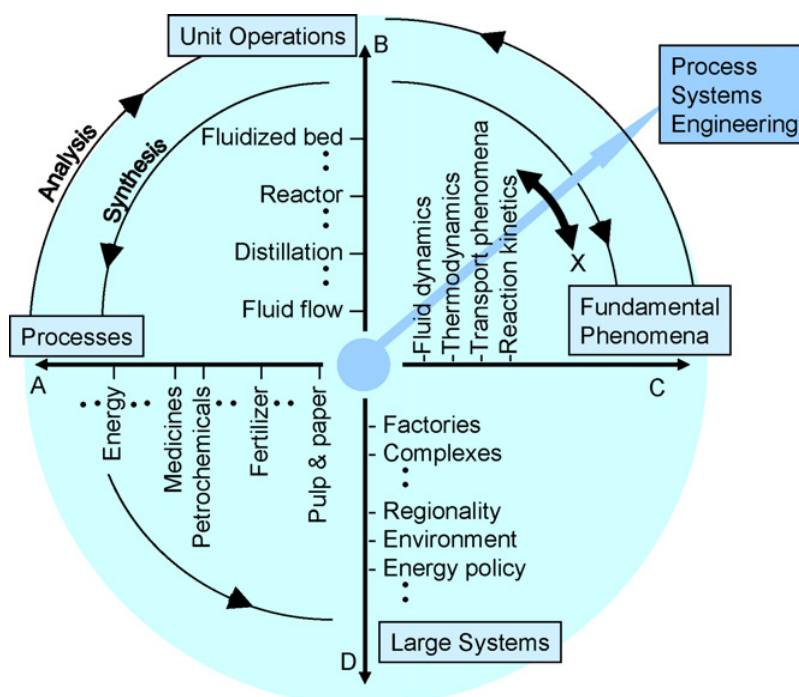 Unit Operations
B
Process
Systems
Engineering
Analysis
Synthesis
Fluidized bed
Reactor
Distillation
Fluid flow
Fluid dynamics
Thermodynamics
Transport phenomena
Reaction kinetics
X
Processes
Fundamental
Phenomena
A
C
Energy
Medicines
Petrochemicals
Fertilizer
Pulp & paper
Factories
Complexes
Regionality
Environment
Energy policy
D
Large Systems